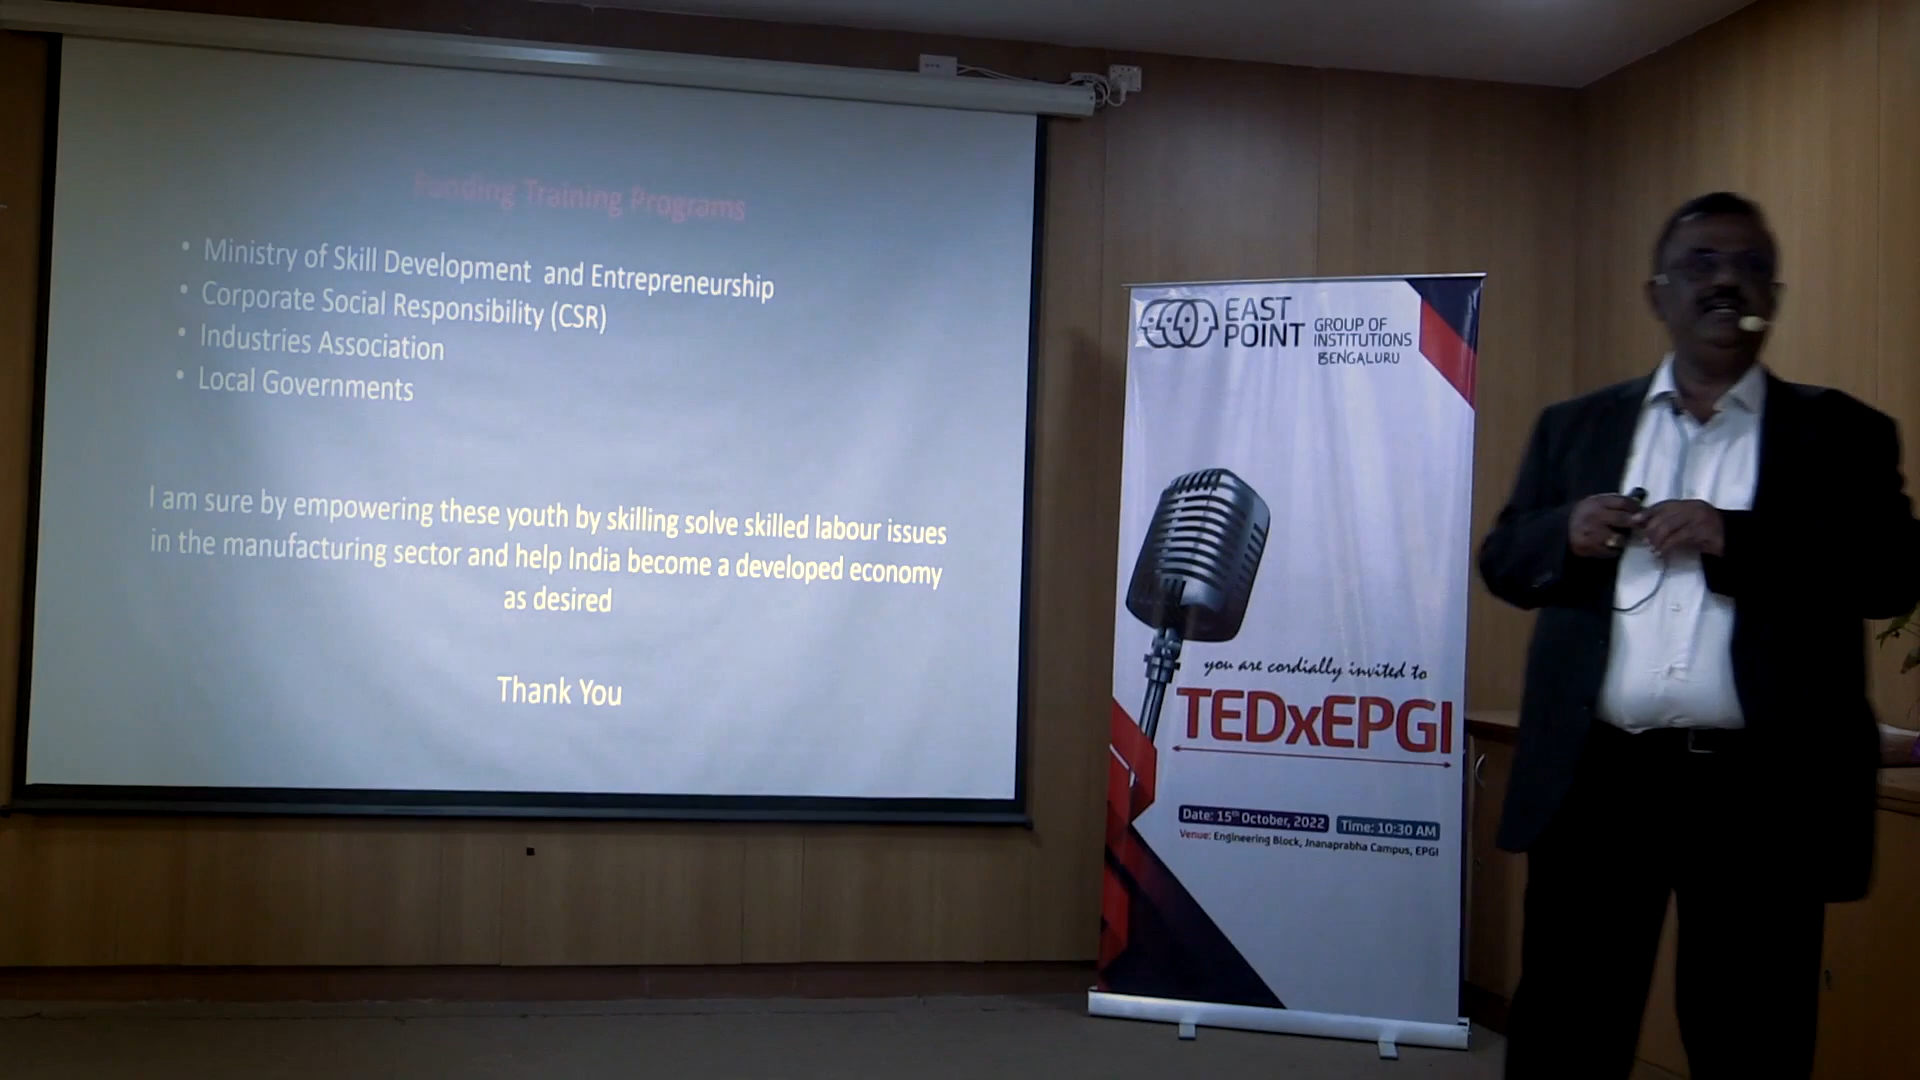 Funding Training Programs
• Ministry of Skill Development and Entrepreneurship
• Corporate Social Responsibility (CSR)
• Industries Association
• Local Governments
I am sure by empowering these youth by skilling solve skilled labour issues
in the manufacturing sector and help India become a developed economy
as desired
Thank You
EAST
POINT
GROUP OF
INSTITUTIONS
BENGALURU
you are cordially invited to
TEDxEPGI
Date: 15th October, 2022 Time: 10:30 AM
Venue: Engineering Block, Jnanaprabha Campus, EPGI